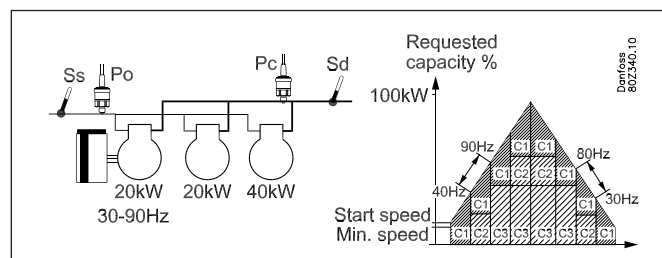 Ss
Po
Pc
Sd
20kW
20kW
40kW
30-90Hz
Requested
capacity %
100kW
Danfoss
80Z340.10
90Hz
C1 C1
80Hz
40Hz
C1 C2 C2 C1
30Hz
C1 C1
Start speed
Min. speed
C1 C2 C3 C3 C3 C3 C2 C1